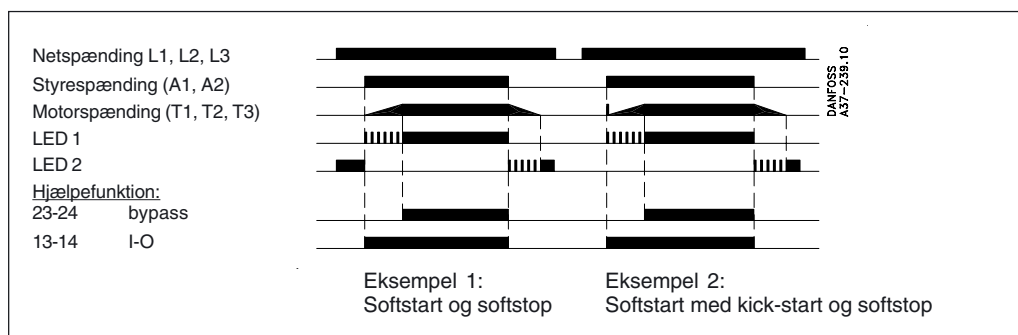 Netspænding L1, L2, L3
Styrespænding (A1, A2)
Motorspænding (T1, T2, T3)
LED 1
LED 2
Hjælpefunktion:
23-24 bypass
13-14 I-O
DANFOSS
A37-239.10
Eksempel 1:
Softstart og softstop
Eksempel 2:
Softstart med kick-start og softstop